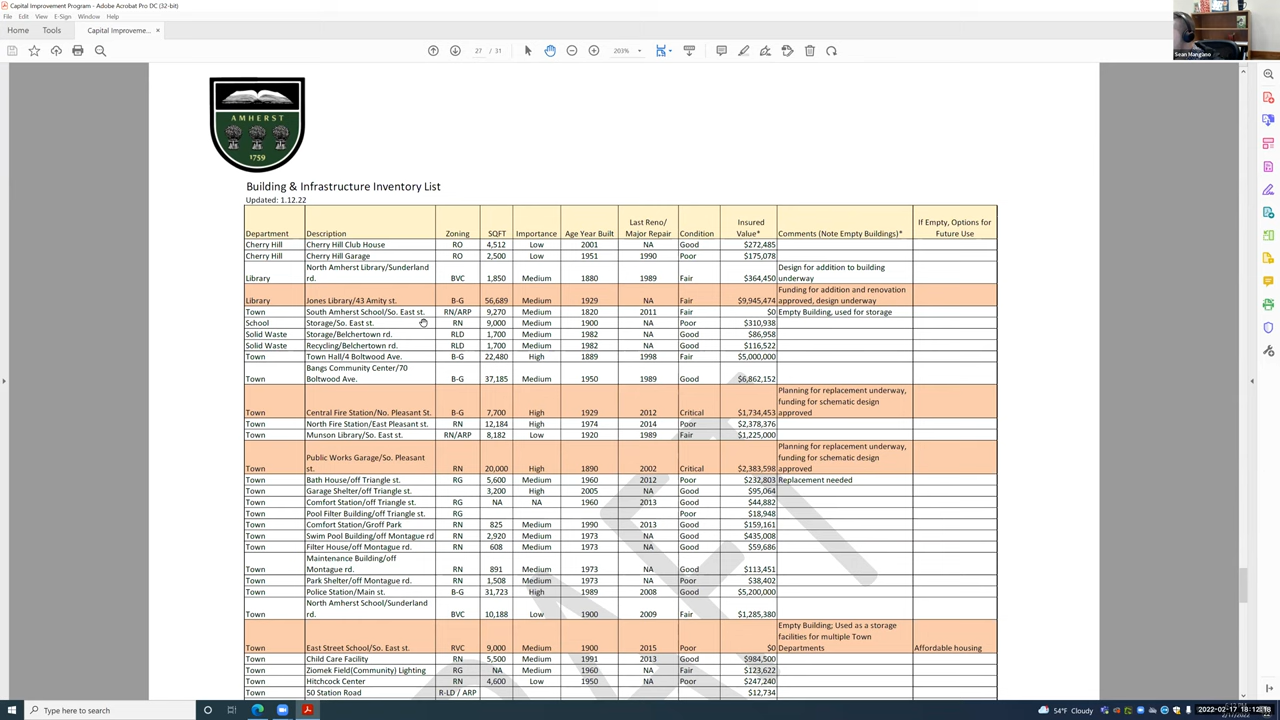 Capital Improvement Program - Adobe Acrobat Pro DC (32-bit)
File Edit View E-Sign Window Help
Home Tools Capital Improveme... ×
27 / 31 203%
Sean Mangano
AMHERST
1759
Building & Infrastructure Inventory List
Updated: 1.12.22
Department Description Zoning SQFT Importance Age Year Built Last Reno/ Major Repair Condition Insured Value* Comments (Note Empty Buildings)* If Empty, Options for Future Use
Cherry Hill Cherry Hill Club House RO 4,512 Low 2001 NA Good $272,485
Cherry Hill Cherry Hill Garage RO 2,500 Low 1951 1990 Poor $175,078
Library North Amherst Library/Sunderland rd. BVC 1,850 Medium 1880 1989 Fair $364,450 Design for addition to building underway
Library Jones Library/43 Amity st. B-G 56,689 Medium 1929 NA Fair $9,945,474 Funding for addition and renovation approved, design underway
Town South Amherst School/So. East st. RN/ARP 9,270 Medium 1820 2011 Fair $0 Empty Building, used for storage
School Storage/So. East st. RN 9,000 Medium 1900 NA Poor $310,938
Solid Waste Storage/Belchertown rd. RLD 1,700 Medium 1982 NA Good $86,958
Solid Waste Recycling/Belchertown rd. RLD 1,700 Medium 1982 NA Good $116,522
Town Town Hall/4 Boltwood Ave. B-G 22,480 High 1889 1998 Fair $5,000,000
Town Bangs Community Center/70 Boltwood Ave. B-G 37,185 Medium 1950 1989 Good $6,862,152
Town Central Fire Station/No. Pleasant St. B-G 7,700 High 1929 2012 Critical $1,734,453 Planning for replacement underway, funding for schematic design approved
Town North Fire Station/East Pleasant st. RN 12,184 High 1974 2014 Poor $2,378,376
Town Munson Library/So. East st. RN/ARP 8,182 Low 1920 1989 Fair $1,225,000
Town Public Works Garage/So. Pleasant st. RN 20,000 High 1890 2002 Critical $2,383,598 Planning for replacement underway, funding for schematic design approved
Town Bath House/off Triangle st. RG 5,600 Medium 1960 2012 Poor $232,803 Replacement needed
Town Garage Shelter/off Triangle st. 3,200 High 2005 NA Good $95,064
Town Comfort Station/off Triangle st. RG NA NA 1960 2013 Good $44,882
Town Pool Filter Building/off Triangle st. RG Poor $18,948
Town Comfort Station/Groff Park RN 825 Medium 1990 2013 Good $159,161
Town Swim Pool Building/off Montague rd RN 2,920 Medium 1973 NA Good $435,008
Town Filter House/off Montague rd. RN 608 Medium 1973 NA Good $59,686
Town Maintenance Building/off Montague rd. RN 891 Medium 1973 NA Good $113,451
Town Park Shelter/off Montague rd. RN 1,508 Medium 1973 NA Poor $38,402
Town Police Station/Main st. B-G 31,723 High 1989 2008 Good $5,200,000
Town North Amherst School/Sunderland rd. BVC 10,188 Low 1900 2009 Fair $1,285,380
Town East Street School/So. East st. RVC 9,000 Medium 1900 2015 Poor $0 Empty Building; Used as a storage facilities for multiple Town Departments Affordable housing
Town Child Care Facility RN 5,500 Medium 1991 2013 Good $984,500
Town Ziomek Field(Community) Lighting RG NA Medium 1960 NA Fair $123,622
Town Hitchcock Center RN 4,600 Low 1950 NA Poor $247,240
Town 50 Station Road R-LD / ARP $12,734
DRAFT
Type here to search
54°F Cloudy
2022-02-17 18:12:18